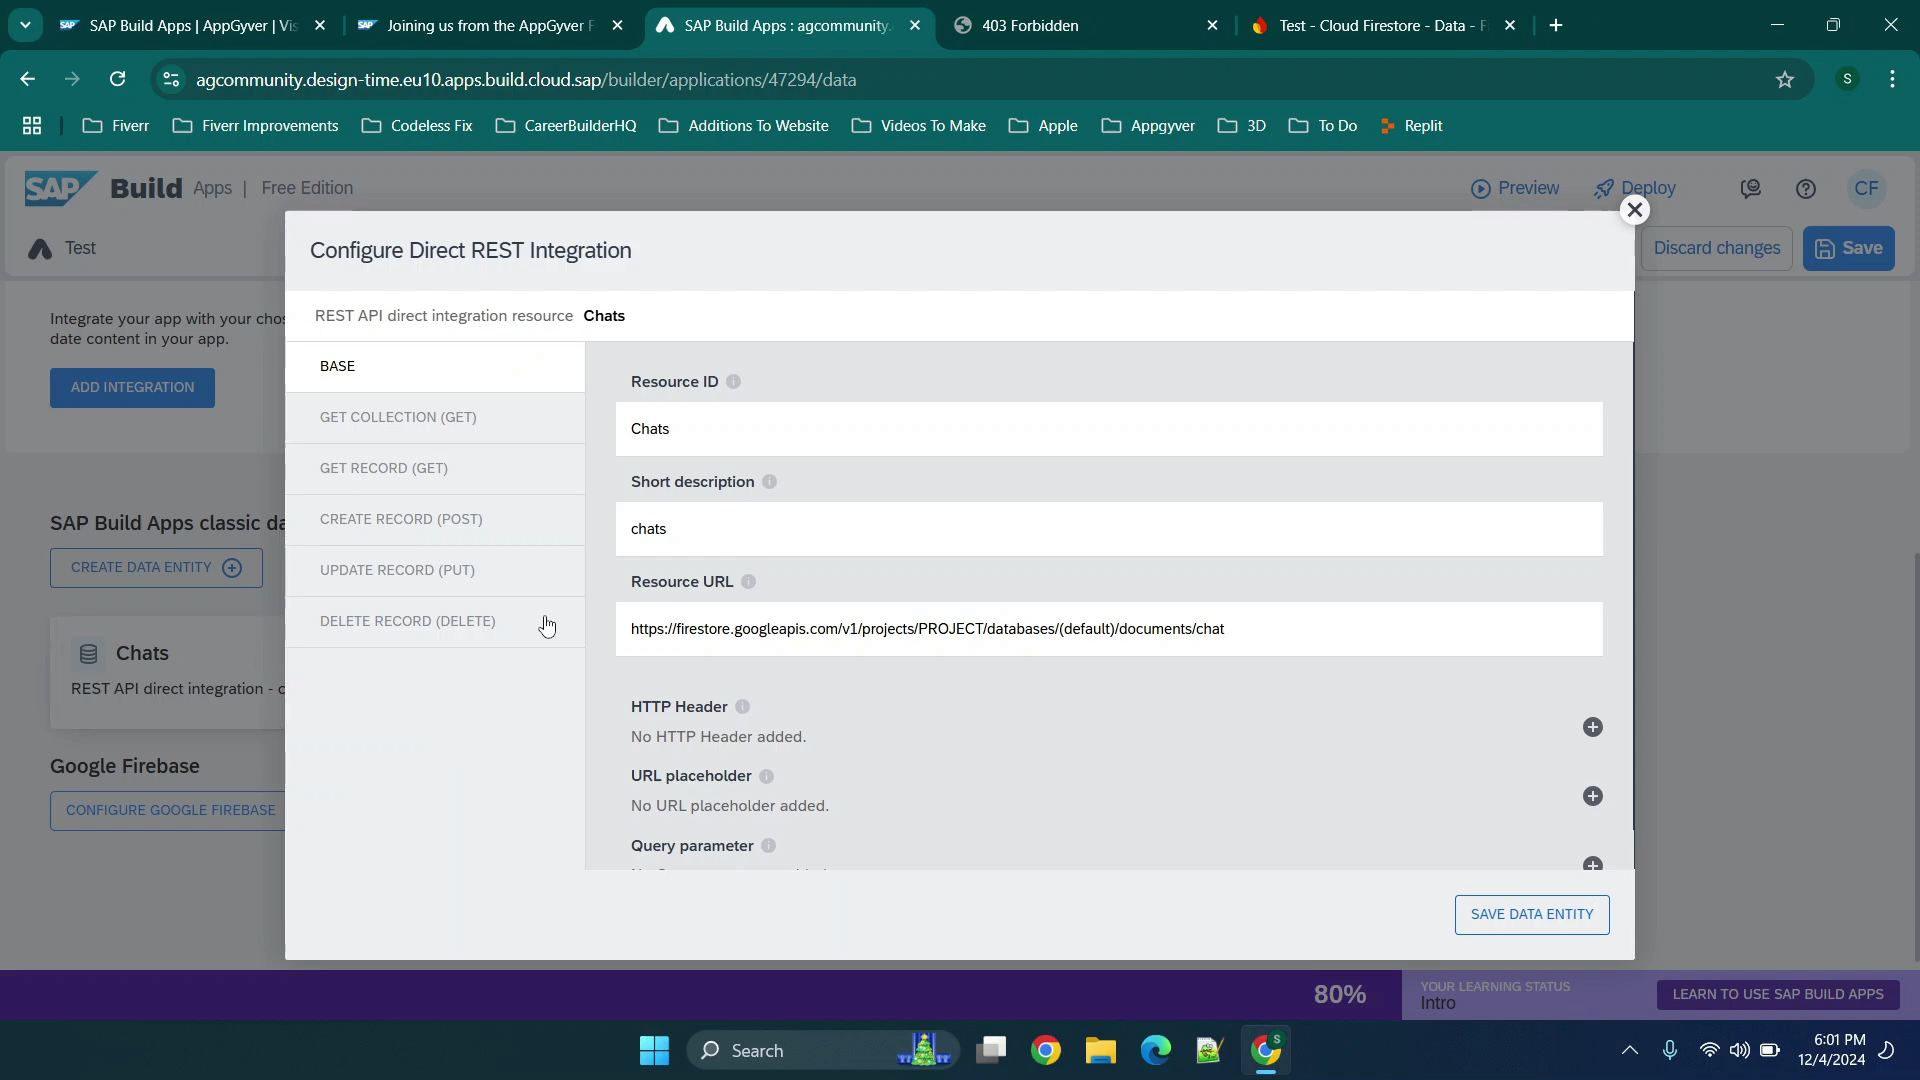 SAP Build Apps | AppGyver | Vis
Joining us from the AppGyver F
SAP Build Apps : agcommunity.
403 Forbidden
Test - Cloud Firestore - Data - Fi
agcommunity.design-time.eu10.apps.build.cloud.sap/builder/applications/47294/data
S
Fiverr
Fiverr Improvements
Codeless Fix
CareerBuilderHQ
Additions To Website
Videos To Make
Apple
Appgyver
3D
To Do
Replit
SAP Build Apps | Free Edition
Preview
Deploy
CF
Test
Discard changes
Save
Integrate your app with your chos
date content in your app.
ADD INTEGRATION
SAP Build Apps classic da
CREATE DATA ENTITY
Chats
REST API direct integration - c
Google Firebase
CONFIGURE GOOGLE FIREBASE
Configure Direct REST Integration
REST API direct integration resource Chats
BASE
GET COLLECTION (GET)
GET RECORD (GET)
CREATE RECORD (POST)
UPDATE RECORD (PUT)
DELETE RECORD (DELETE)
Resource ID
Chats
Short description
chats
Resource URL
https://firestore.googleapis.com/v1/projects/PROJECT/databases/(default)/documents/chat
HTTP Header
No HTTP Header added.
URL placeholder
No URL placeholder added.
Query parameter
SAVE DATA ENTITY
80%
YOUR LEARNING STATUS
Intro
LEARN TO USE SAP BUILD APPS
Search
S
6:01 PM
12/4/2024